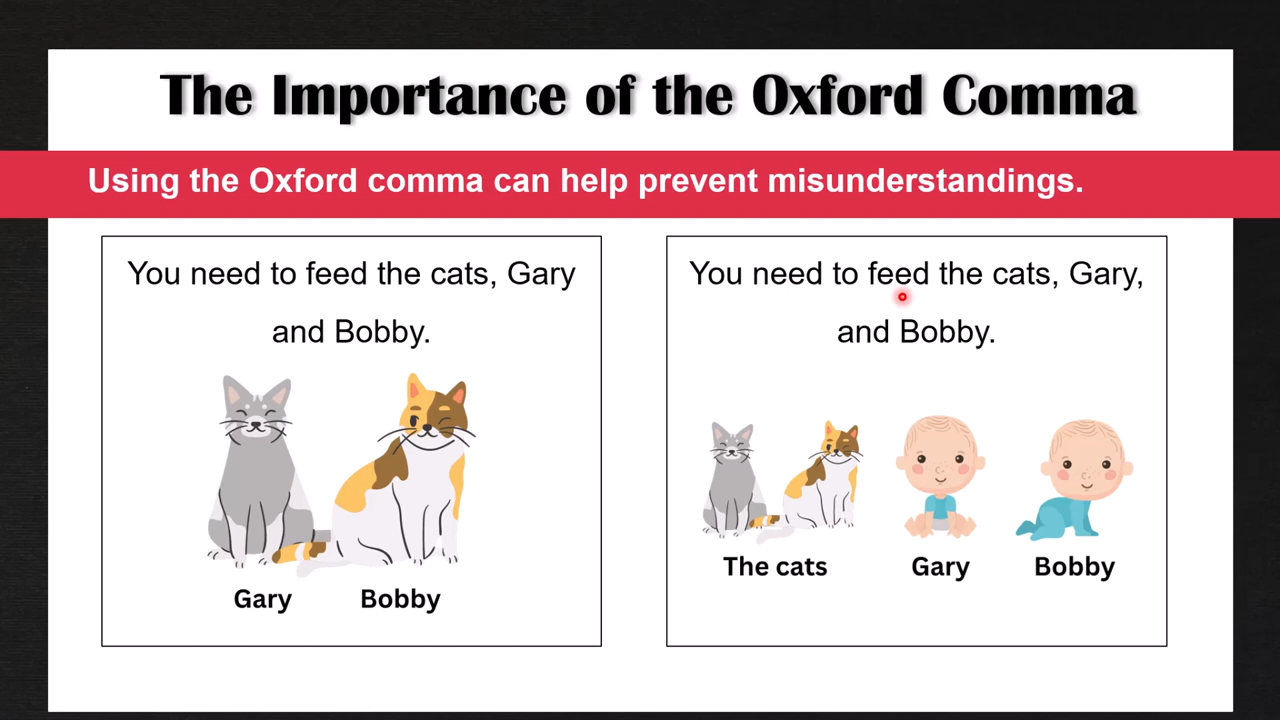 The Importance of the Oxford Comma
Using the Oxford comma can help prevent misunderstandings.
You need to feed the cats, Gary
and Bobby.
Gary Bobby
You need to feed the cats, Gary,
and Bobby.
The cats Gary Bobby